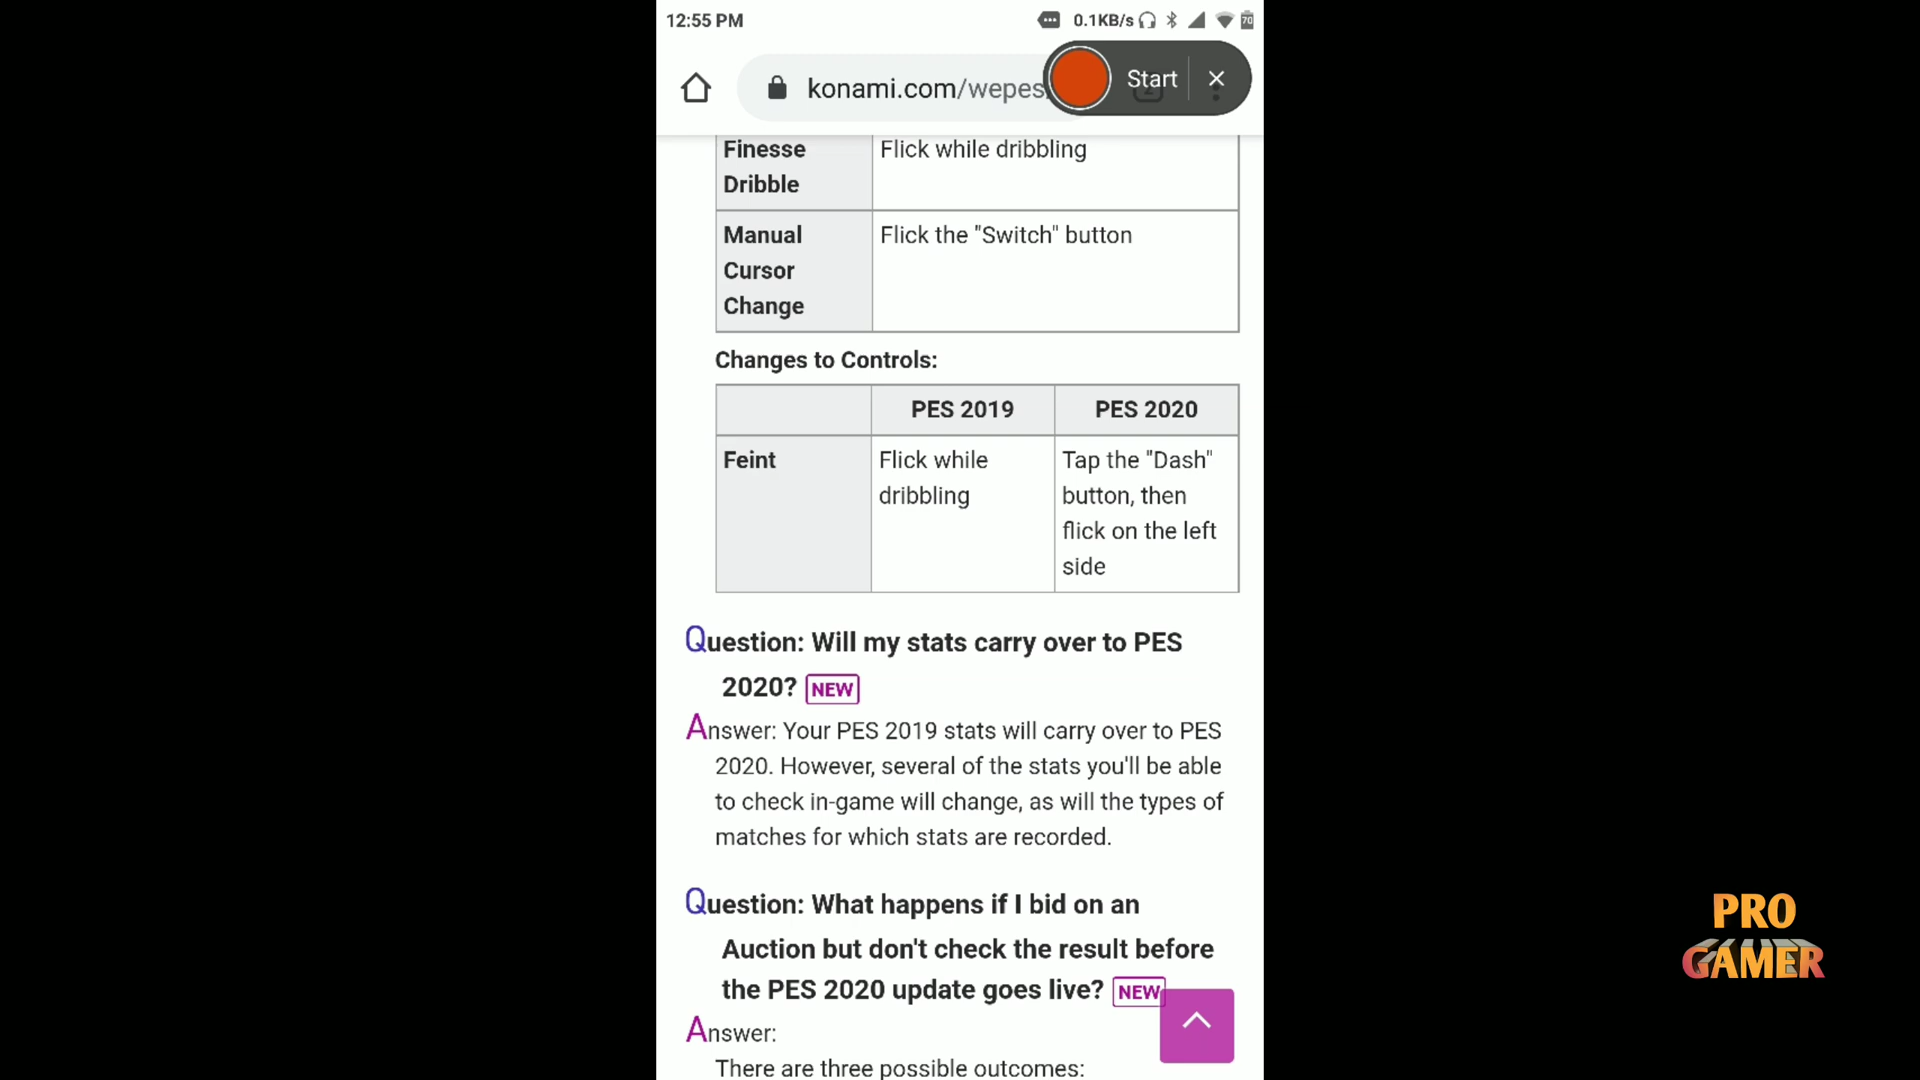 12:55 PM
0.1KB/s
70
konami.com/wepes
Start
Finesse Dribble
Flick while dribbling
Manual Cursor Change
Flick the "Switch" button
Changes to Controls:
PES 2019
PES 2020
Feint
Flick while
dribbling
Tap the "Dash"
button, then
flick on the left
side
Question: Will my stats carry over to PES
2020? NEW
Answer: Your PES 2019 stats will carry over to PES
2020. However, several of the stats you'll be able
to check in-game will change, as will the types of
matches for which stats are recorded.
Question: What happens if I bid on an
Auction but don't check the result before
the PES 2020 update goes live? NEW
Answer:
There are three possible outcomes:
PRO
GAMER